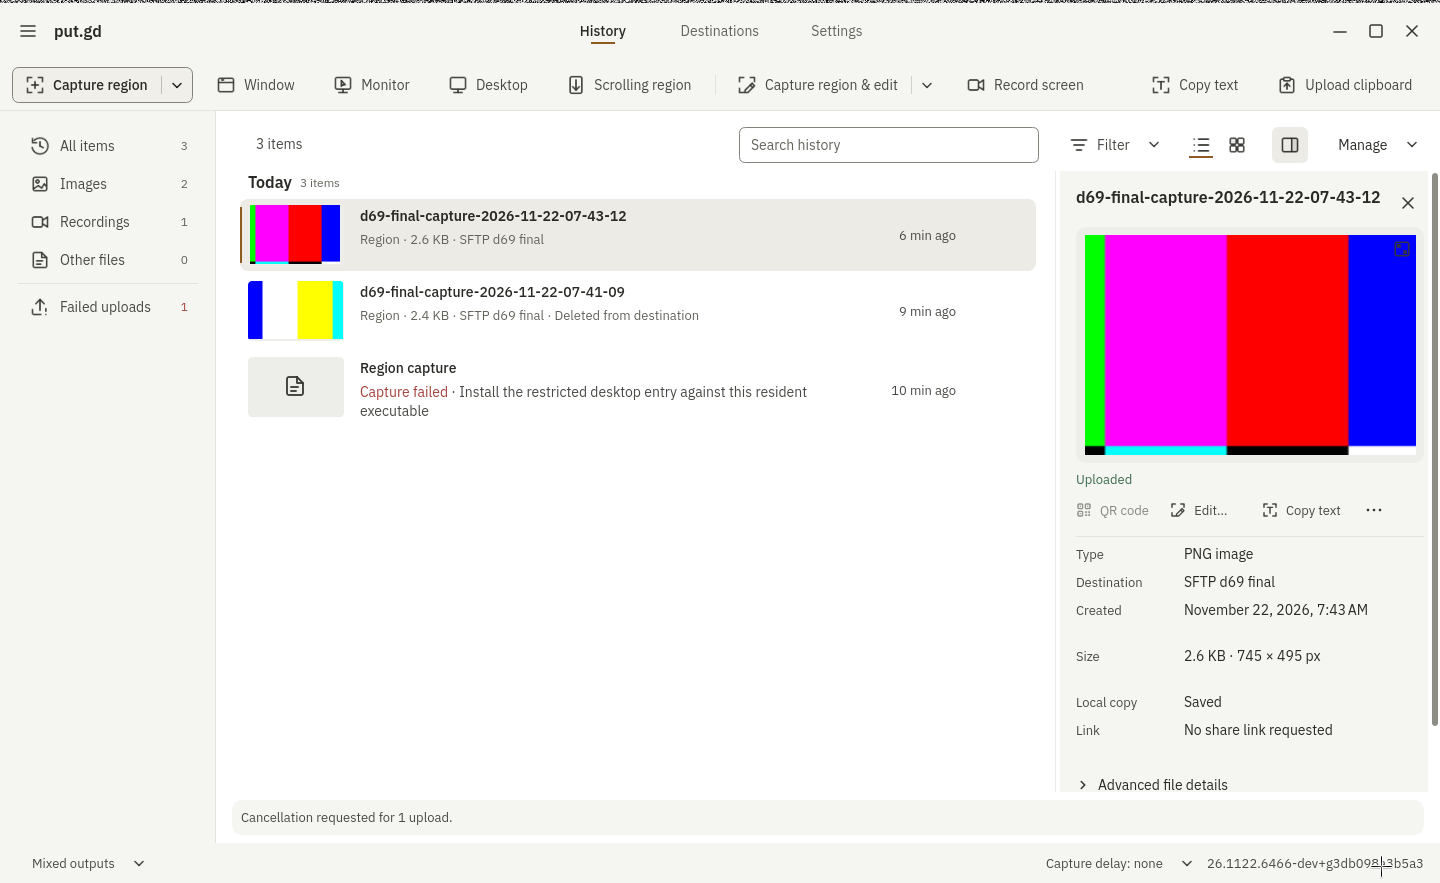 put.gd
History
Destinations
Settings
Capture region
Window
Monitor
Desktop
Scrolling region
Capture region & edit
Record screen
Copy text
Upload clipboard
All items 3
Images 2
Recordings 1
Other files 0
Failed uploads 1
3 items
Search history
Filter
Manage
Today 3 items
d69-final-capture-2026-11-22-07-43-12
Region · 2.6 KB · SFTP d69 final
6 min ago
d69-final-capture-2026-11-22-07-41-09
Region · 2.4 KB · SFTP d69 final · Deleted from destination
9 min ago
Region capture
Capture failed · Install the restricted desktop entry against this resident
executable
10 min ago
d69-final-capture-2026-11-22-07-43-12
Uploaded
QR code
Edit...
Copy text
Type PNG image
Destination SFTP d69 final
Created November 22, 2026, 7:43 AM
Size 2.6 KB · 745 × 495 px
Local copy Saved
Link No share link requested
Advanced file details
Cancellation requested for 1 upload.
Mixed outputs
Capture delay: none